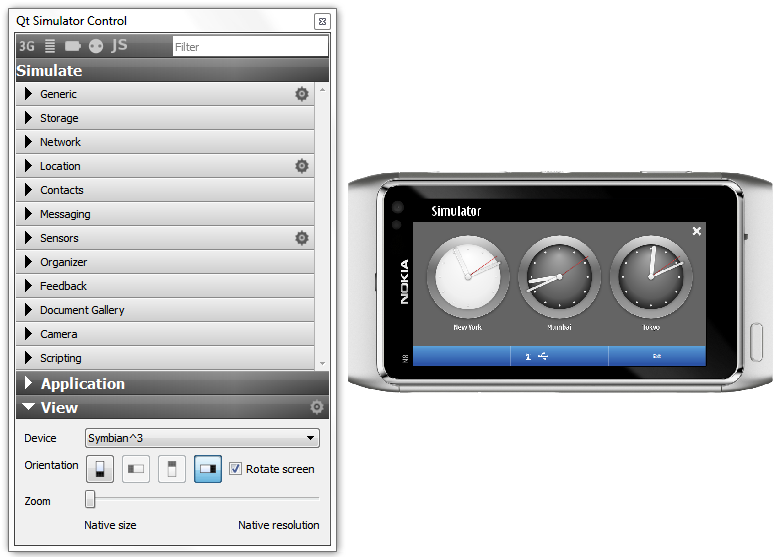 Qt Simulator Control
3G JS Filter
Simulate
Generic
Storage
Network
Location
Contacts
Messaging
Sensors
Organizer
Feedback
Document Gallery
Camera
Scripting
Application
View
Device Symbian^3
Orientation Rotate screen
Zoom
Native size Native resolution
Simulator
NOKIA
N8
New York Mumbai Tokyo
1 Exit